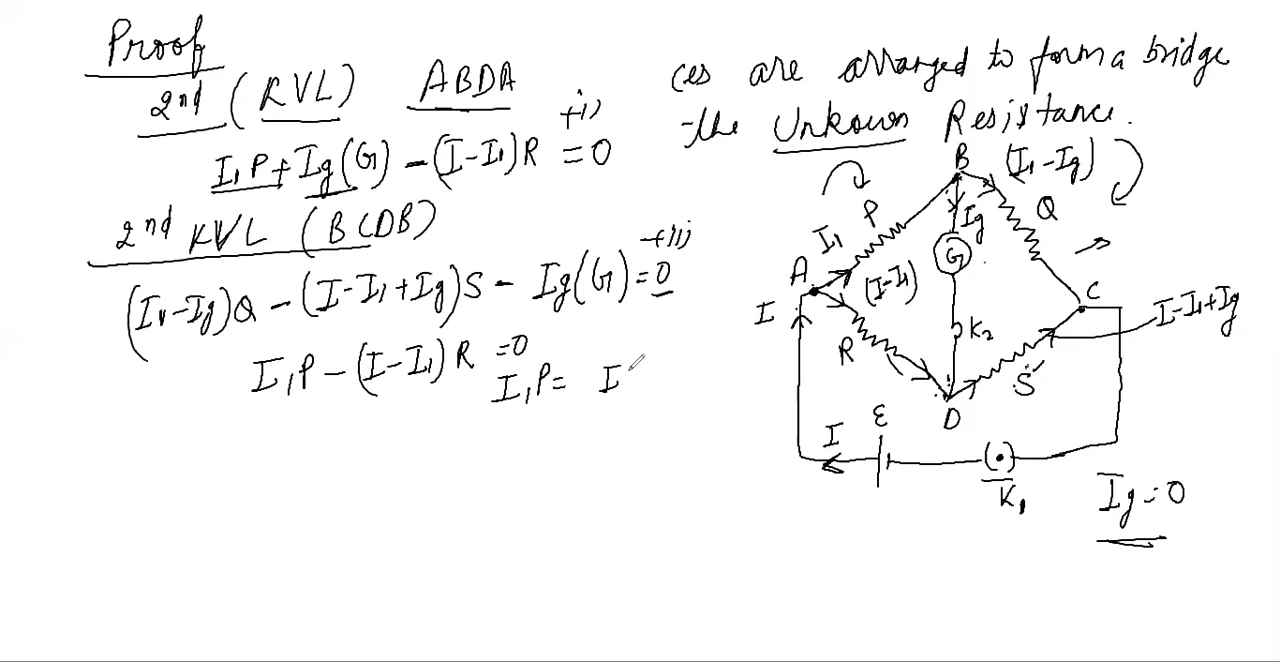 Proof
2nd (KVL) ABDA
I₁P + Ig(G) - (I-I₁)R = 0 -(i)
2nd KVL (BCDB)
(I₁-Ig)Q - (I-I₁+Ig)S - Ig(G) = 0 -(ii)
I₁P - (I-I₁)R = 0
I₁P = I
ces are arranged to form a bridge
the Unkown Resistance.
B (I₁-Ig)
P Q
I₁ Ig
G
A (I-I₁)
I C
I-I₁+Ig
K₂
R S
D
E
I
K₁
Ig = 0